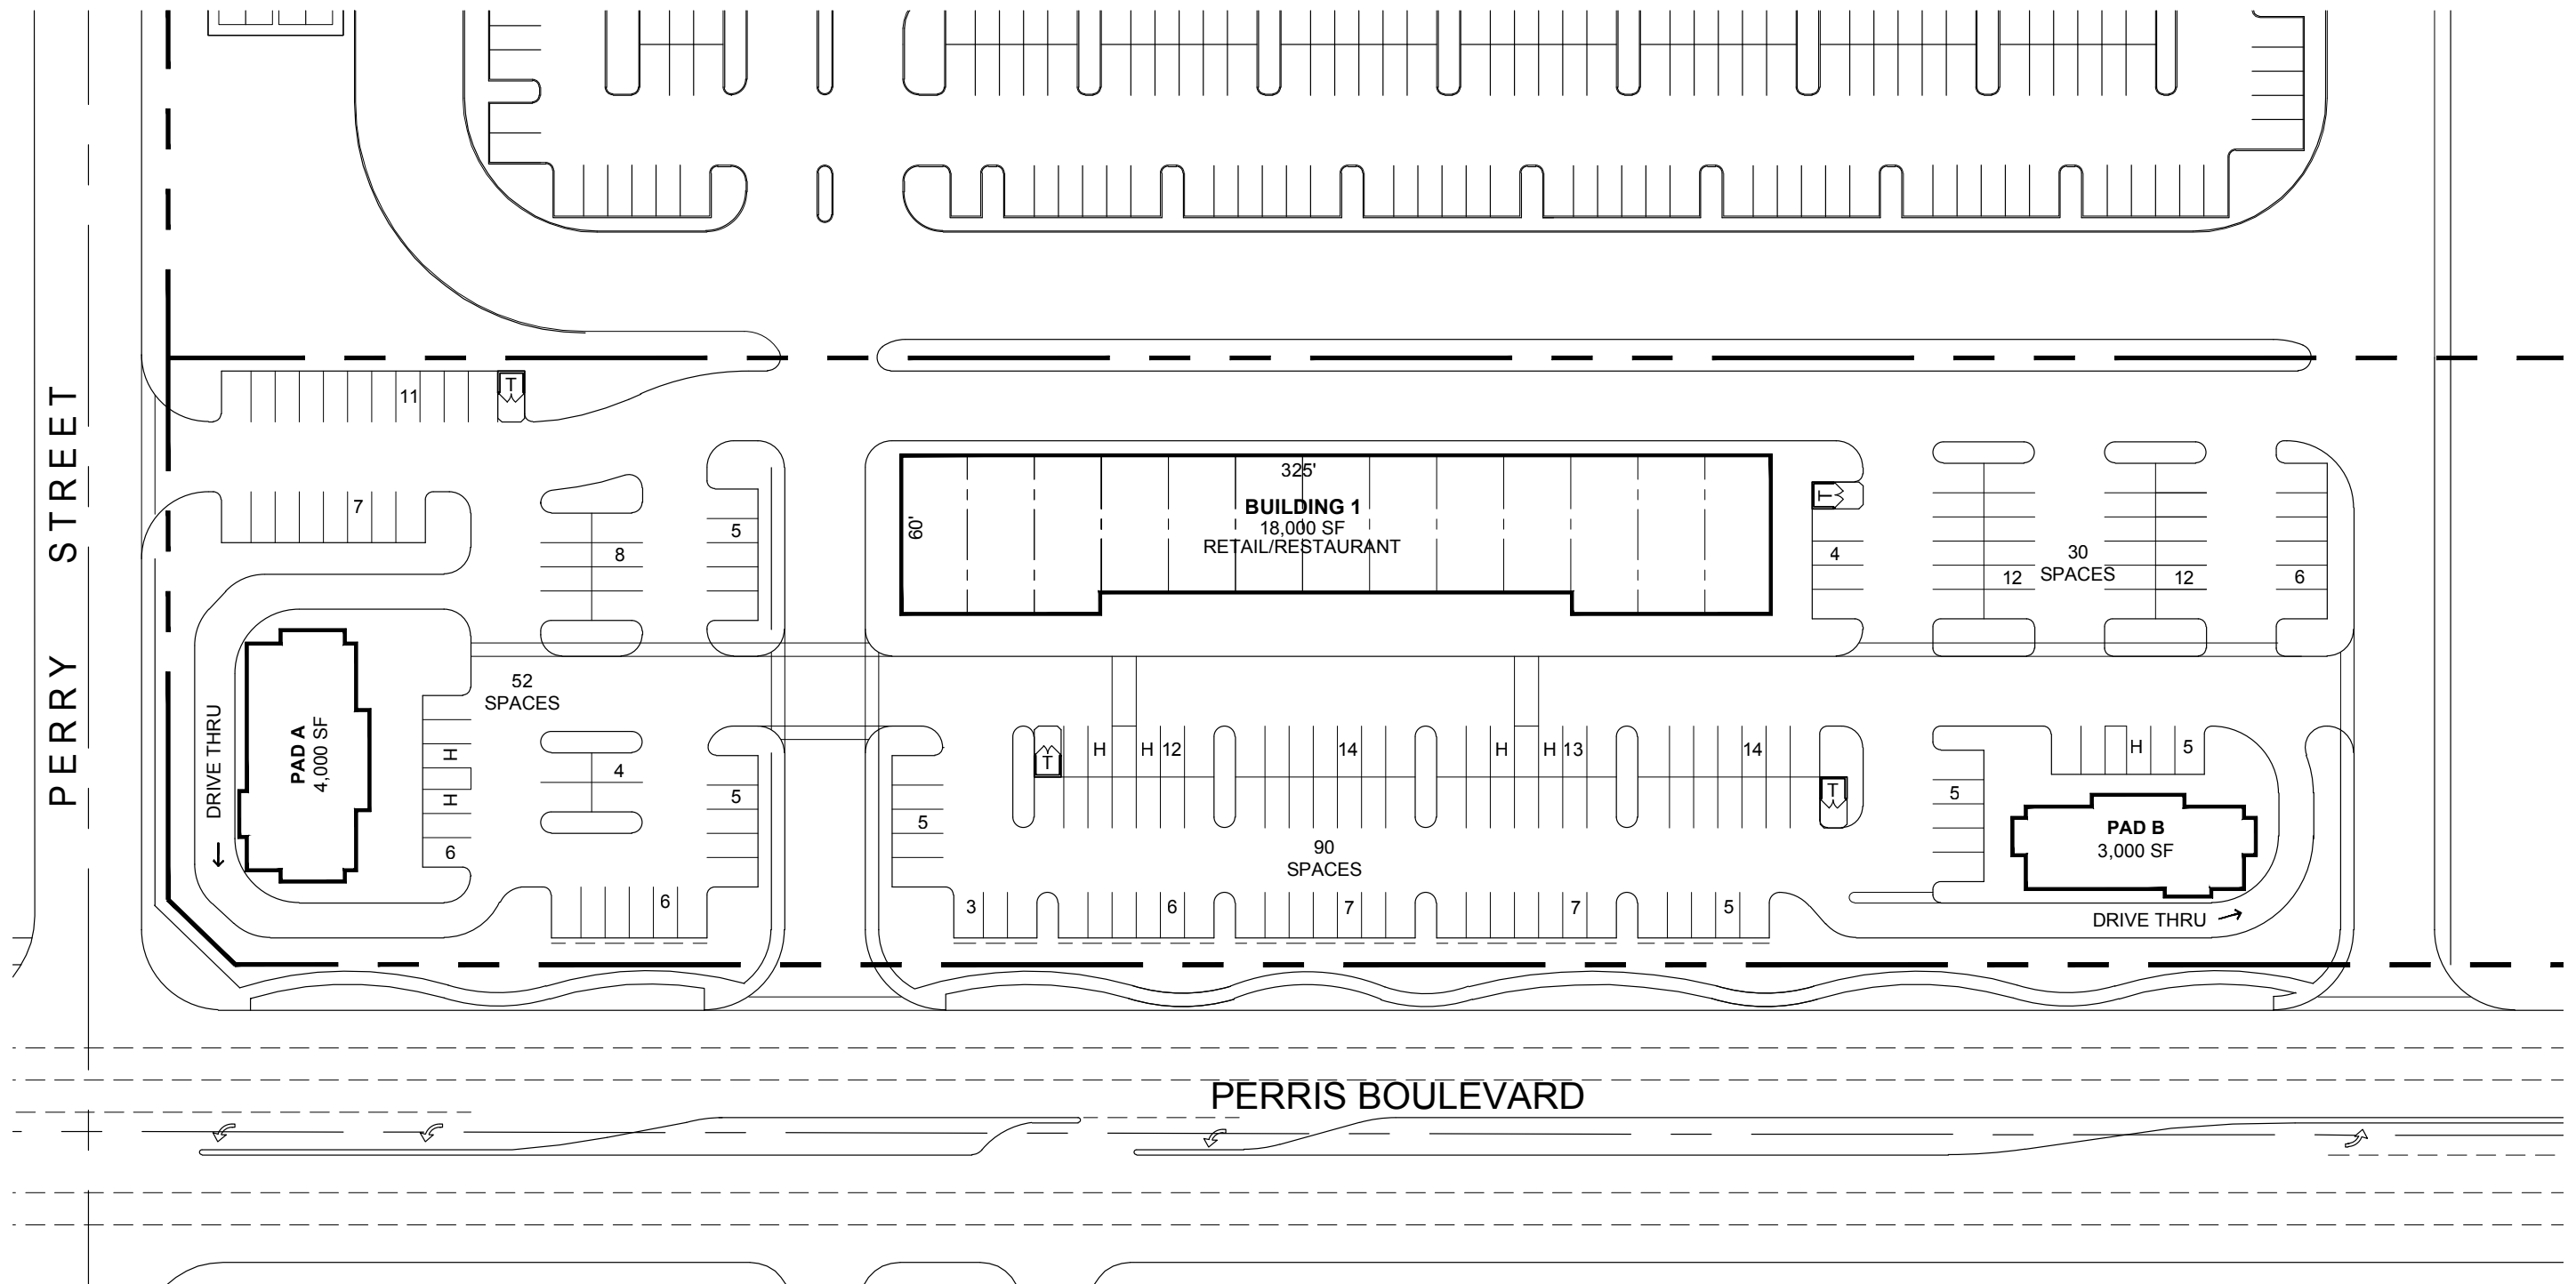 PERRY STREET
11
T
7
8
5
325'
60'
BUILDING 1
18,000 SF
RETAIL/RESTAURANT
T
4
12
30
SPACES
12
6
DRIVE THRU
PAD A
4,000 SF
52
SPACES
H
H
6
4
5
6
5
T
H
H 12
14
H
H 13
14
T
90
SPACES
3
6
7
7
5
5
H
5
PAD B
3,000 SF
DRIVE THRU
PERRIS BOULEVARD